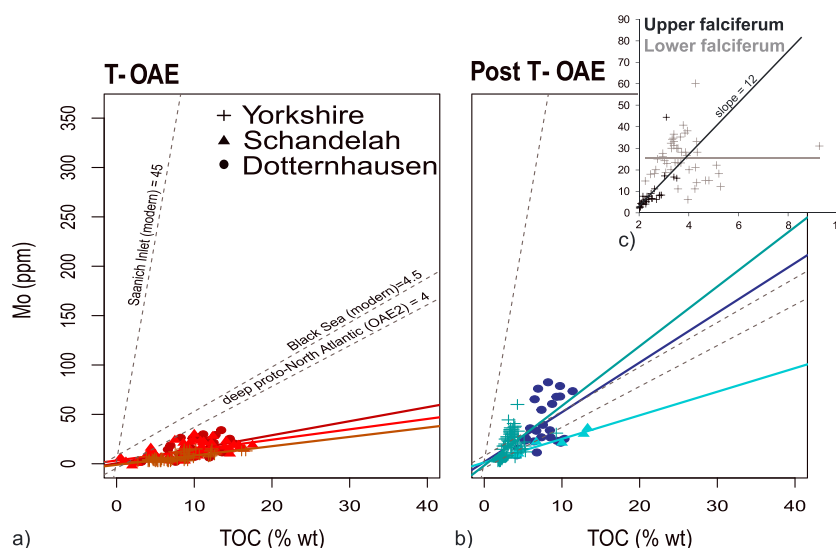 T- OAE
Yorkshire
Schandelah
Dotternhausen
Saanich Inlet (modern) = 45
Black Sea (modern)=4.5
deep proto-North Atlantic (OAE2) = 4
Mo (ppm)
0 50 100 150 200 250 300 350
0 10 20 30 40
TOC (% wt)
a)
Post T- OAE
0 10 20 30 40
TOC (% wt)
b)
Upper falciferum
Lower falciferum
slope = 12
90
80
70
60
50
40
30
20
10
0
2 4 6 8 1
c)